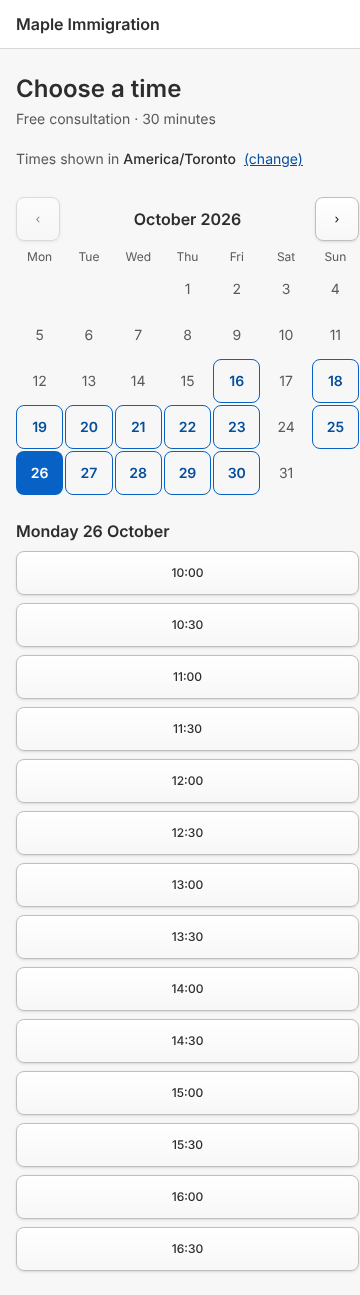 Maple Immigration
Choose a time
Free consultation · 30 minutes
Times shown in America/Toronto (change)
‹ October 2026 ›
Mon Tue Wed Thu Fri Sat Sun
1 2 3 4
5 6 7 8 9 10 11
12 13 14 15 16 17 18
19 20 21 22 23 24 25
26 27 28 29 30 31
Monday 26 October
10:00
10:30
11:00
11:30
12:00
12:30
13:00
13:30
14:00
14:30
15:00
15:30
16:00
16:30